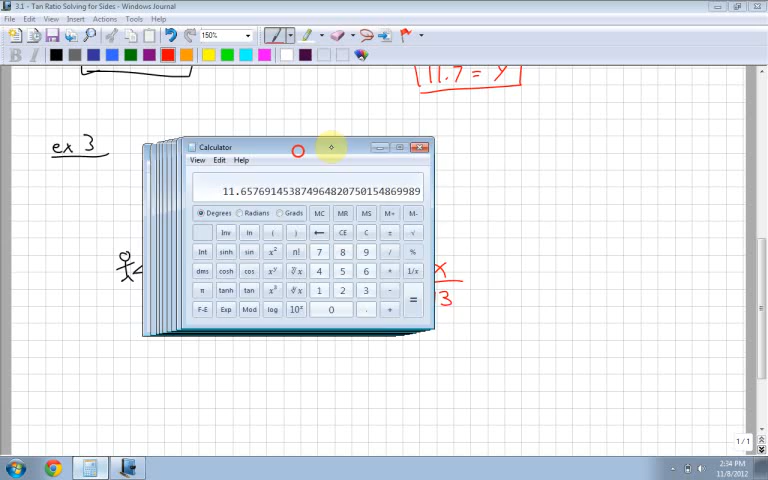 3.1 - Tan Ratio Solving for Sides - Windows Journal
File Edit View Insert Actions Tools Help
150%
B I
11.7 = y
ex 3
Calculator
View Edit Help
11.657691453874964820750154869989
Degrees Radians Grads MC MR MS M+ M-
Inv ln ( ) ← CE C ± √
Int sinh sin x² n! 7 8 9 / %
dms cosh cos xʸ ʸ√x 4 5 6 * 1/x
π tanh tan x³ ³√x 1 2 3 - =
F-E Exp Mod log 10ˣ 0 . +
x
13
1 / 1
2:34 PM
11/8/2012